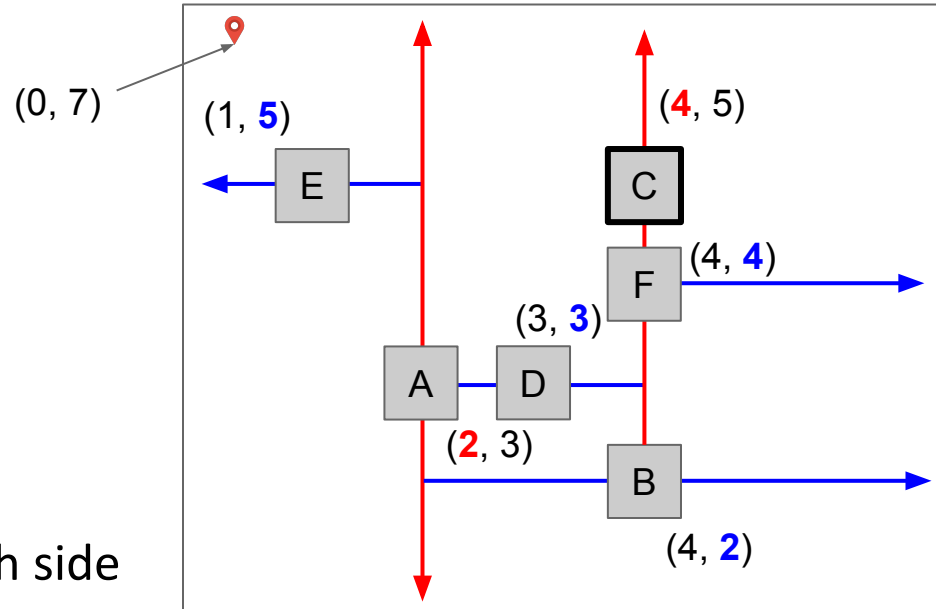 (0, 7)
(1, 5)
(4, 5)
E
C
F
(4, 4)
(3, 3)
A
D
(2, 3)
B
(4, 2)
h side